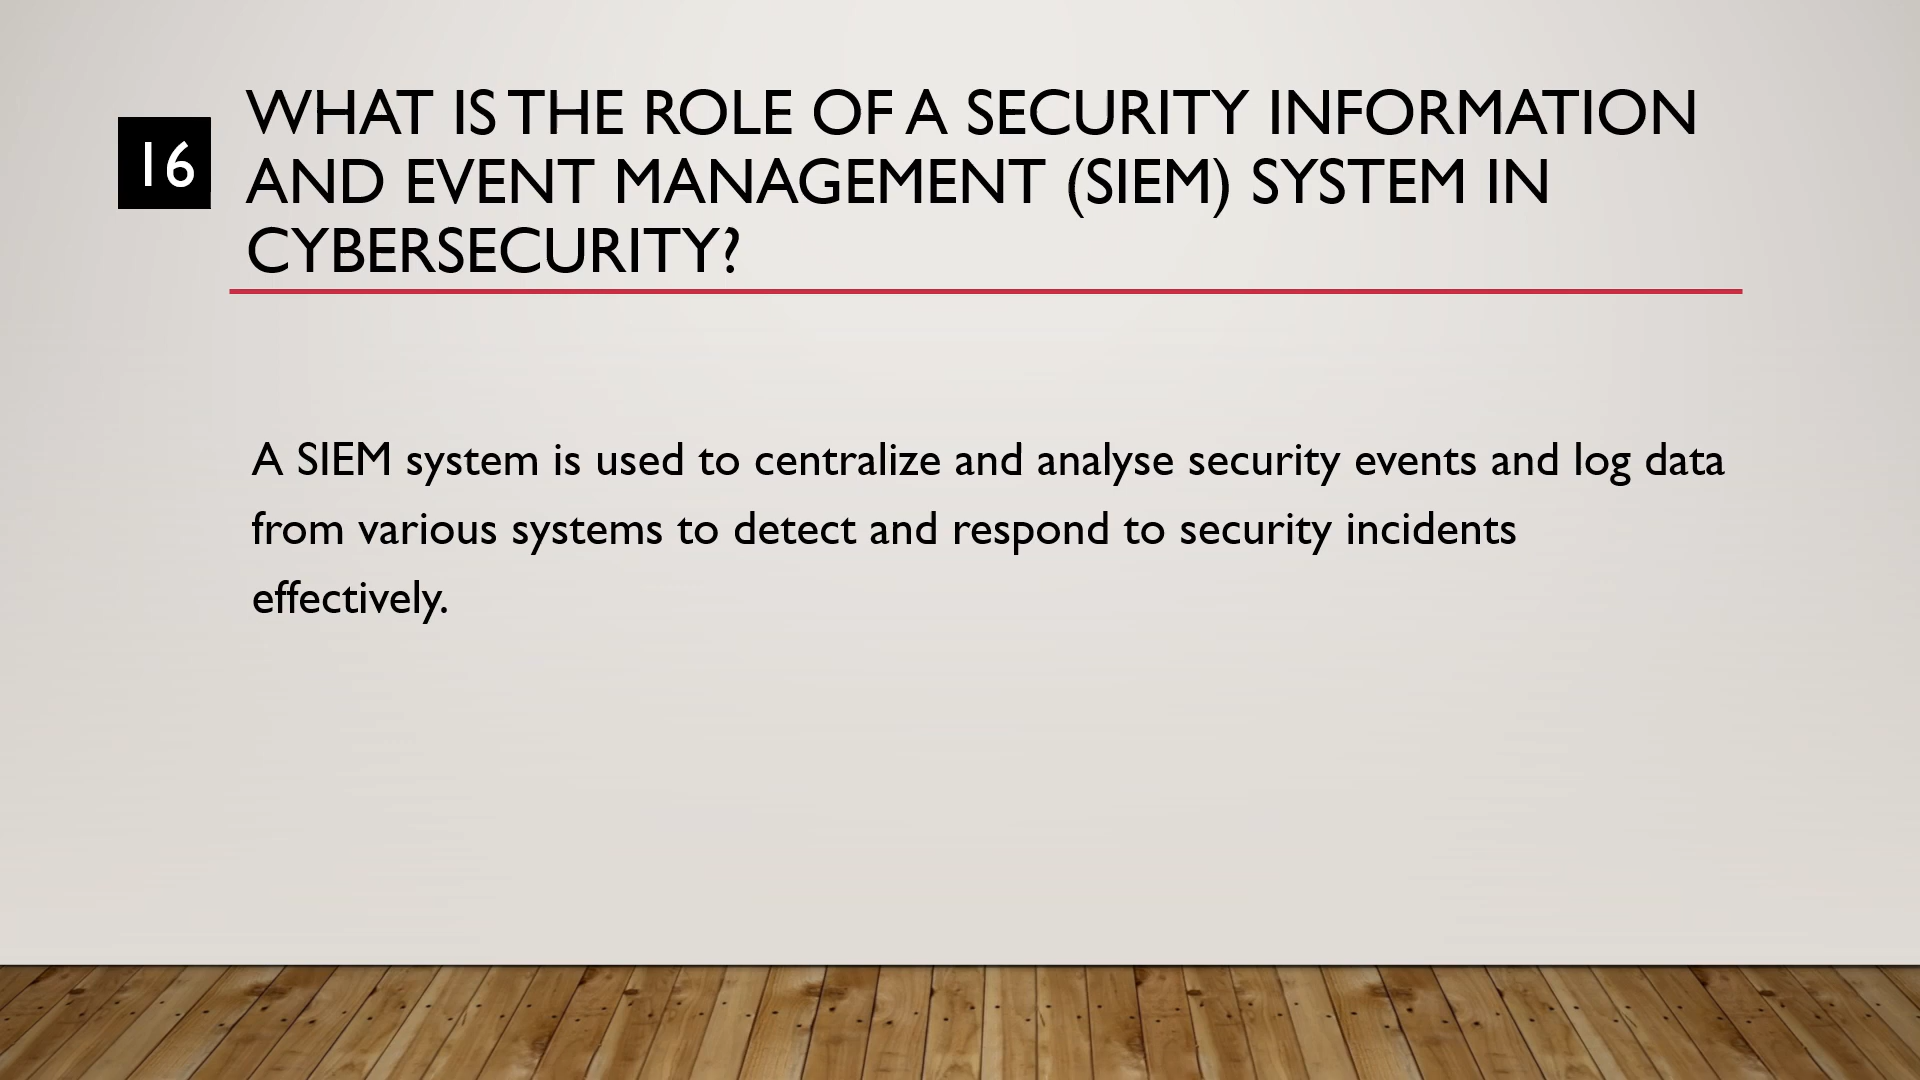 16
WHAT IS THE ROLE OF A SECURITY INFORMATION
AND EVENT MANAGEMENT (SIEM) SYSTEM IN
CYBERSECURITY?
A SIEM system is used to centralize and analyse security events and log data
from various systems to detect and respond to security incidents
effectively.